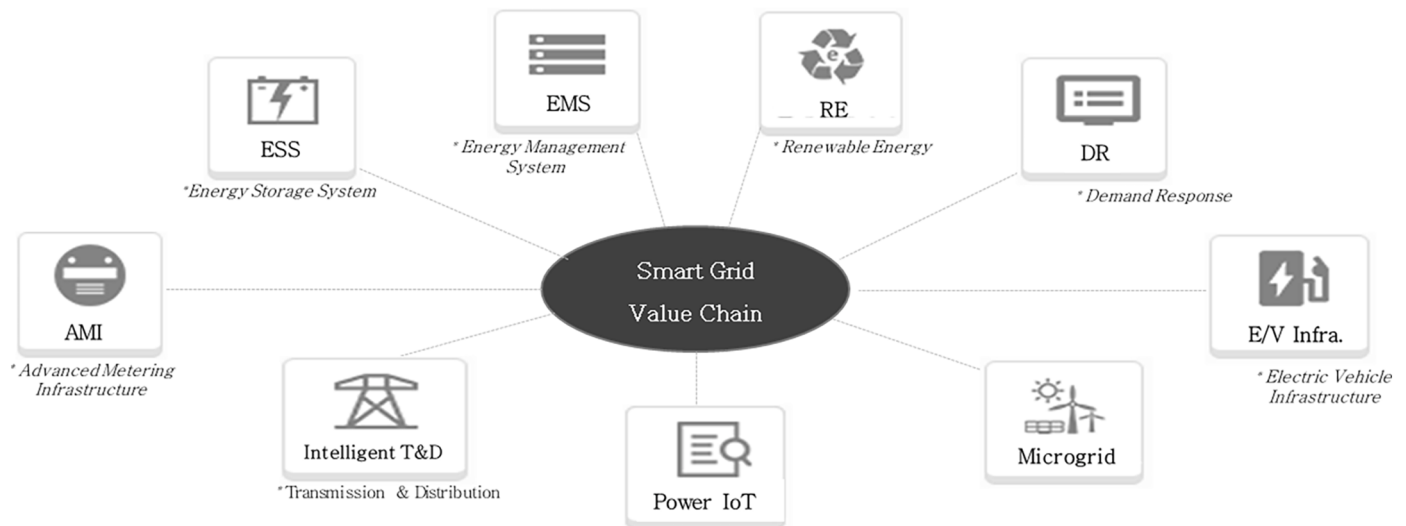 EMS
* Energy Management
System
RE
* Renewable Energy
ESS
*Energy Storage System
DR
* Demand Response
Smart Grid
Value Chain
AMI
* Advanced Metering
Infrastructure
E/V Infra.
* Electric Vehicle
Infrastructure
Intelligent T&D
*Transmission & Distribution
Power IoT
Microgrid
e